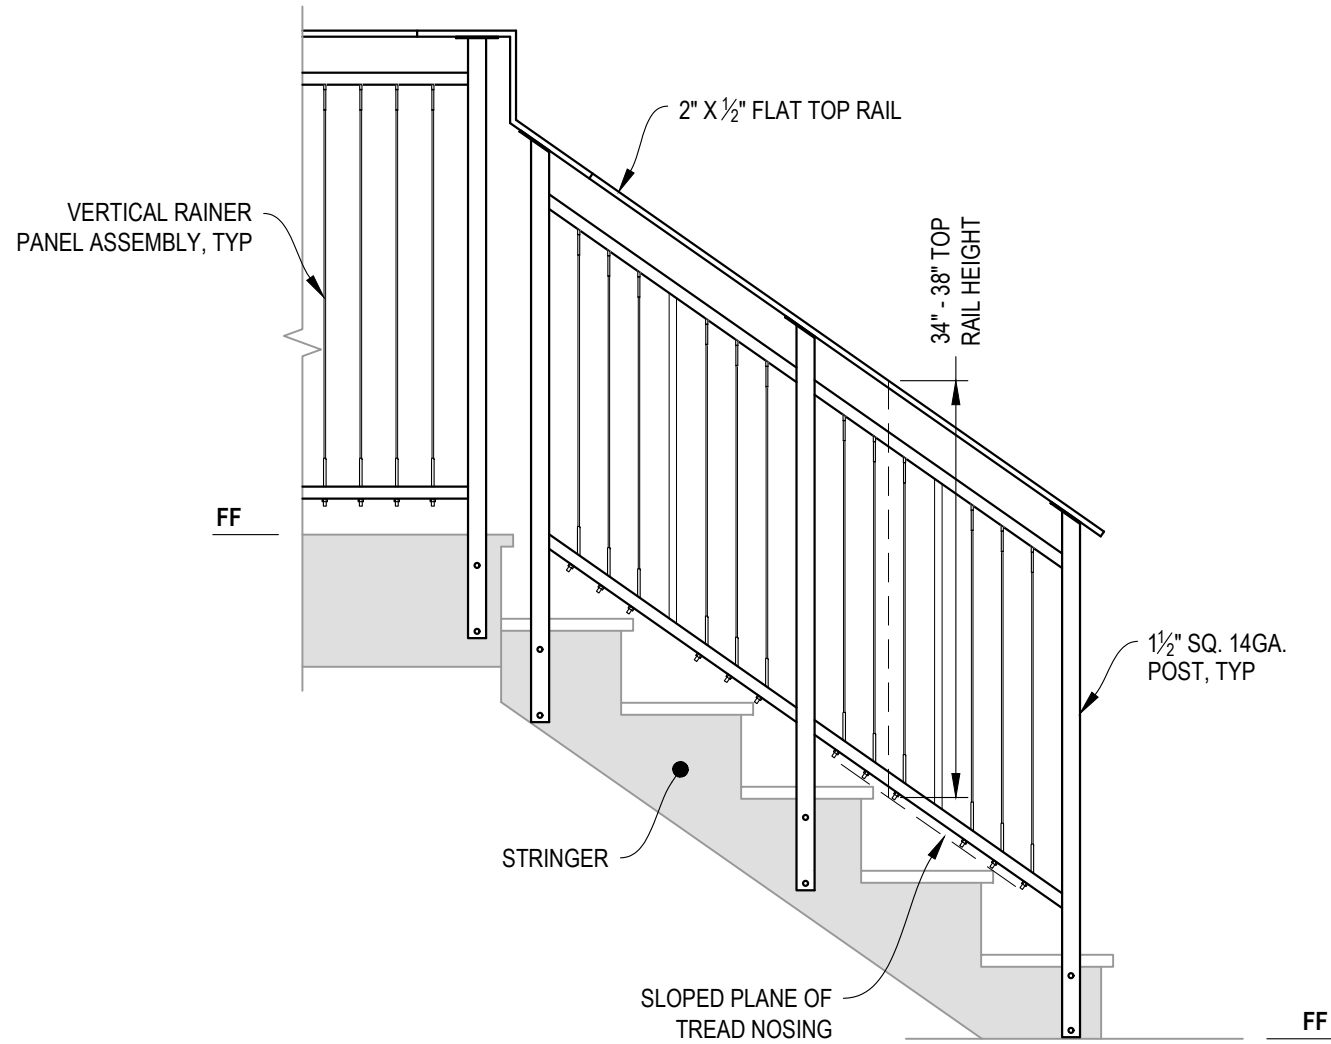 2" X ½" FLAT TOP RAIL
VERTICAL RAINER
PANEL ASSEMBLY, TYP
34" - 38" TOP
RAIL HEIGHT
FF
1½" SQ. 14GA.
POST, TYP
STRINGER
SLOPED PLANE OF
TREAD NOSING
FF